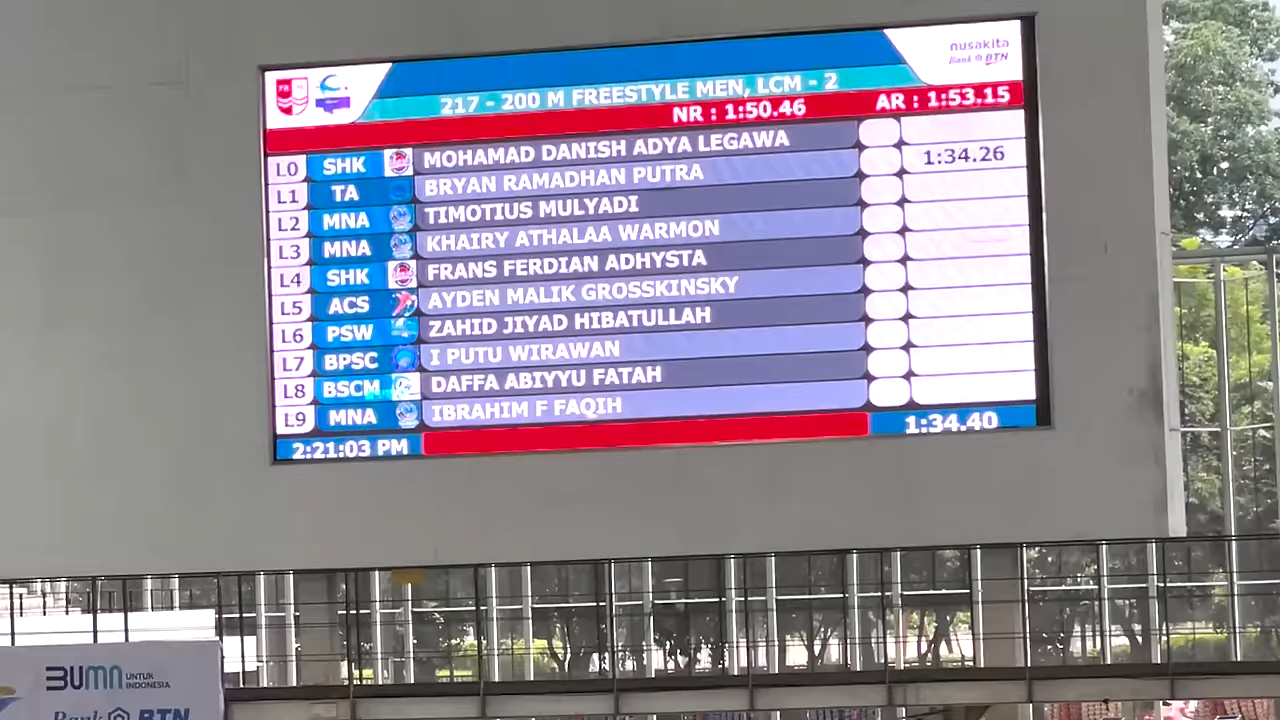 nusakita
Bank BTN
217 - 200 M FREESTYLE MEN, LCM - 2
NR : 1:50.46 AR : 1:53.15
L0 SHK MOHAMAD DANISH ADYA LEGAWA
L1 TA BRYAN RAMADHAN PUTRA 1:34.26
L2 MNA TIMOTIUS MULYADI
L3 MNA KHAIRY ATHALAA WARMON
L4 SHK FRANS FERDIAN ADHYSTA
L5 ACS AYDEN MALIK GROSSKINSKY
L6 PSW ZAHID JIYAD HIBATULLAH
L7 BPSC I PUTU WIRAWAN
L8 BSCM DAFFA ABIYYU FATAH
L9 MNA IBRAHIM F FAQIH
2:21:03 PM 1:34.40
BUMN UNTUK
INDONESIA
Bank BTN